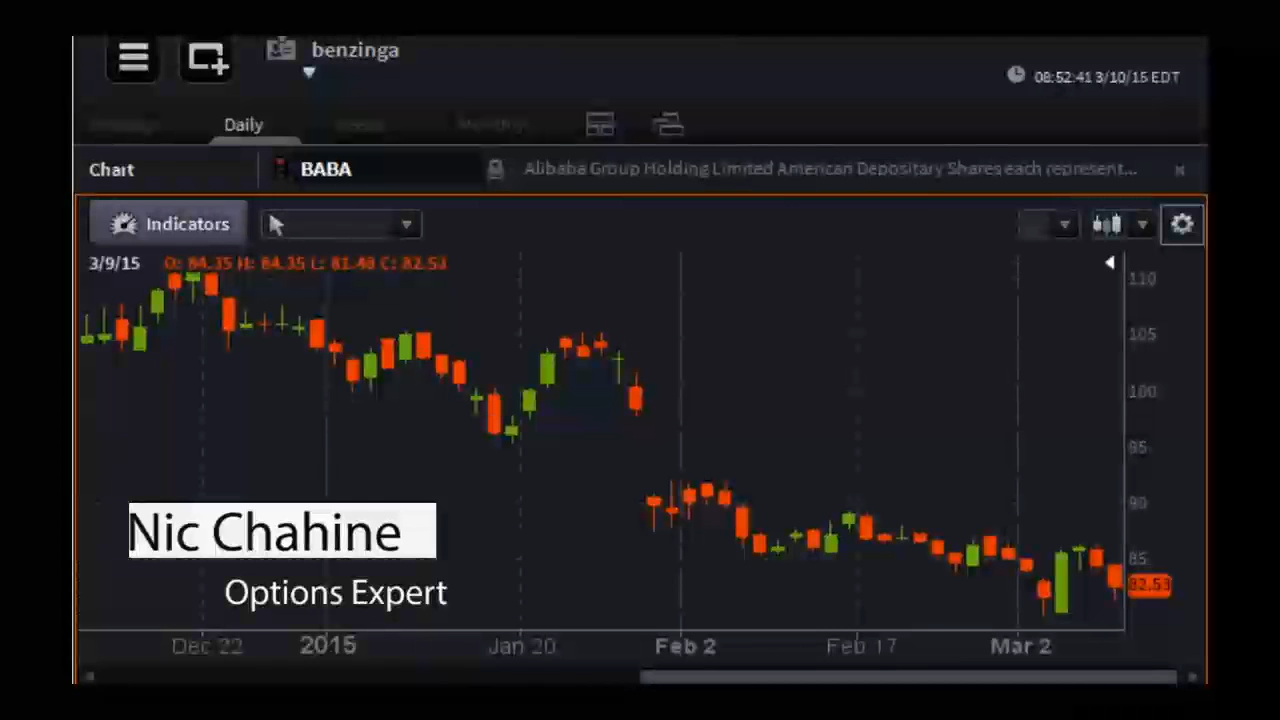 benzinga
08:52:41 3/10/15 EDT
Daily
Chart
BABA
Alibaba Group Holding Limited American Depositary Shares each represent...
Indicators
3/9/15 O: 84.35 H: 84.35 L: 81.48 C: 82.53
110
105
100
95
90
85
82.53
Nic Chahine
Options Expert
Dec 22 2015 Jan 20 Feb 2 Feb 17 Mar 2